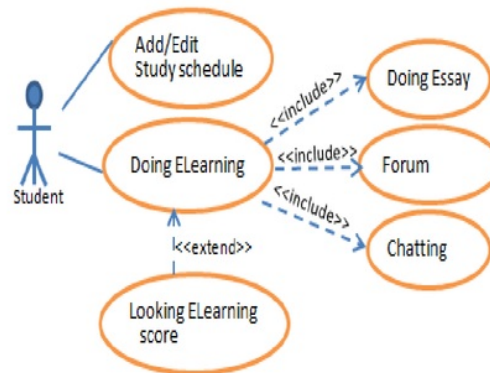 Add/Edit
Study schedule
Student
Doing ELearning
<<include>>
Doing Essay
<<include>>
Forum
<<include>>
Chatting
<<extend>>
Looking ELearning
score